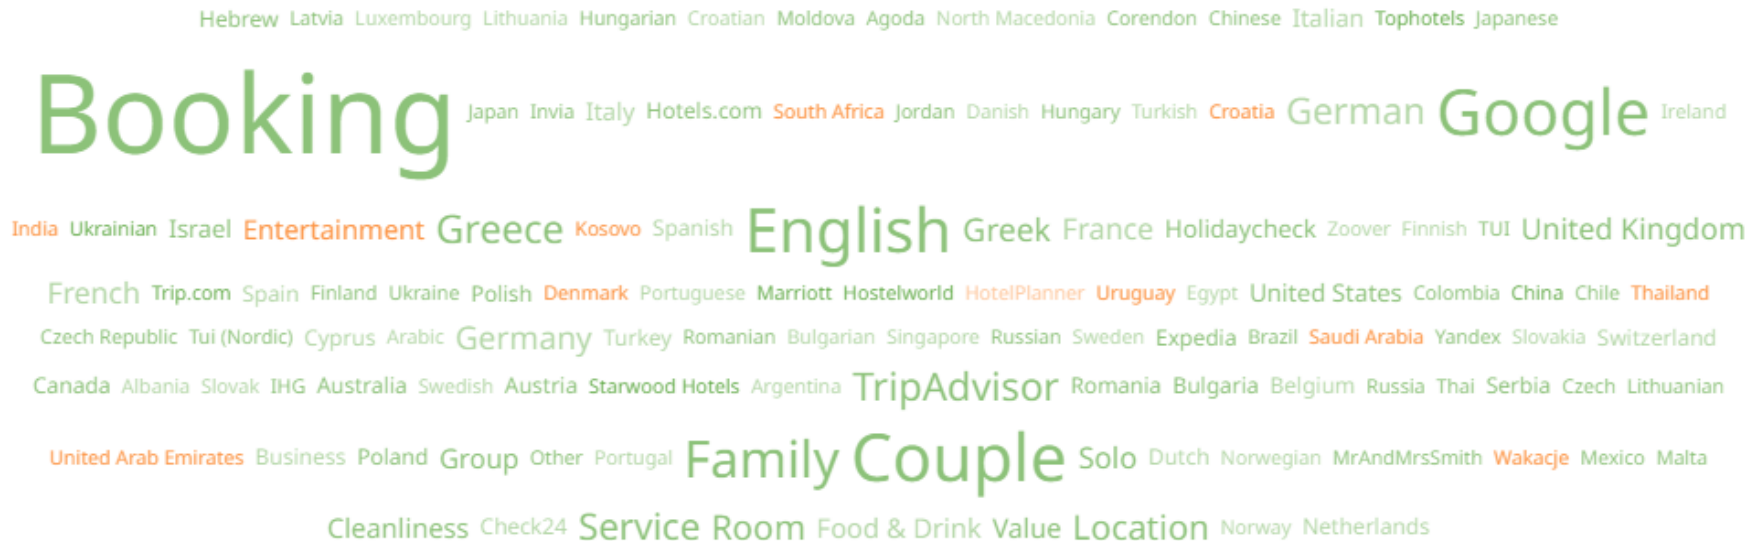 Hebrew Latvia Luxembourg Lithuania Hungarian Croatian Moldova Agoda North Macedonia Corendon Chinese Italian Tophotels Japanese
Booking Japan Invia Italy Hotels.com South Africa Jordan Danish Hungary Turkish Croatia German Google Ireland
India Ukrainian Israel Entertainment Greece Kosovo Spanish English Greek France Holidaycheck Zoover Finnish TUI United Kingdom
French Trip.com Spain Finland Ukraine Polish Denmark Portuguese Marriott Hostelworld HotelPlanner Uruguay Egypt United States Colombia China Chile Thailand
Czech Republic Tui (Nordic) Cyprus Arabic Germany Turkey Romanian Bulgarian Singapore Russian Sweden Expedia Brazil Saudi Arabia Yandex Slovakia Switzerland
Canada Albania Slovak IHG Australia Swedish Austria Starwood Hotels Argentina TripAdvisor Romania Bulgaria Belgium Russia Thai Serbia Czech Lithuanian
United Arab Emirates Business Poland Group Other Portugal Family Couple Solo Dutch Norwegian MrAndMrsSmith Wakacje Mexico Malta
Cleanliness Check24 Service Room Food & Drink Value Location Norway Netherlands